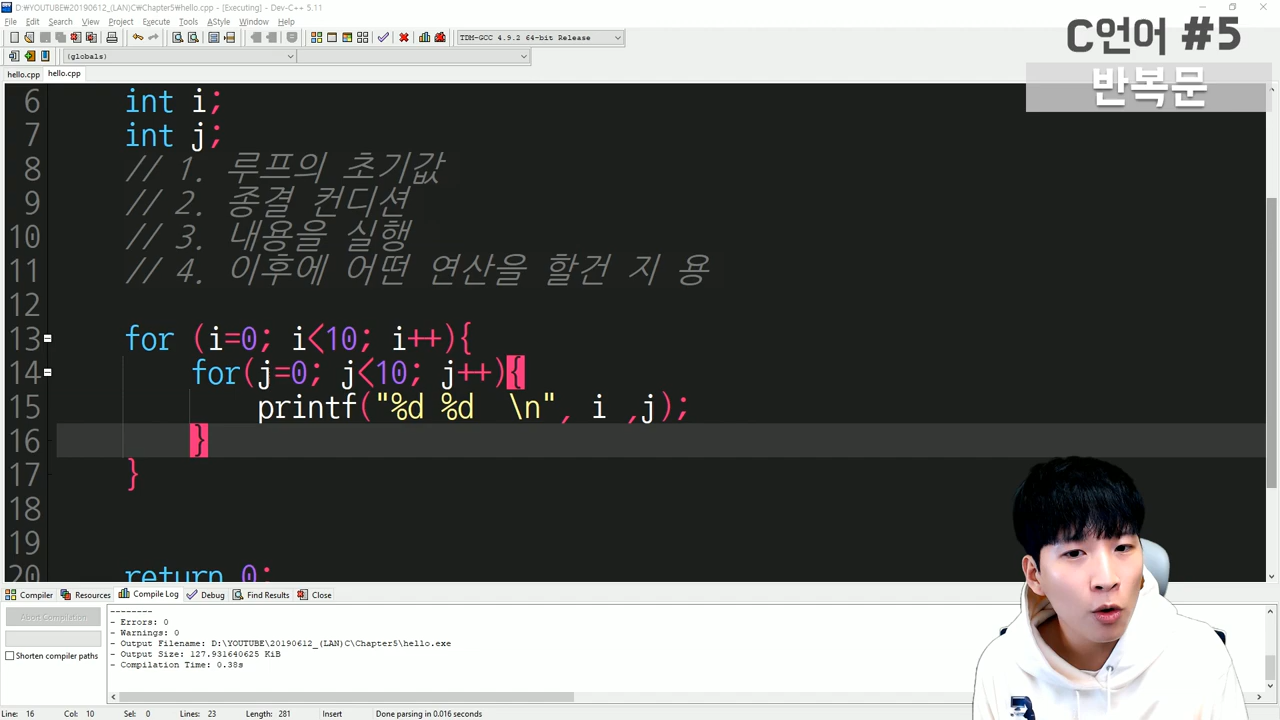 D:₩YOUTUBE₩20190612_(LAN)C₩Chapter5₩hello.cpp - [Executing] - Dev-C++ 5.11
File Edit Search View Project Execute Tools AStyle Window Help
TDM-GCC 4.9.2 64-bit Release
(globals)
hello.cpp hello.cpp
C언어 #5
반복문
6 int i;
7 int j;
8 // 1. 루프의 초기값
9 // 2. 종결 컨디션
10 // 3. 내용을 실행
11 // 4. 이후에 어떤 연산을 할건 지 용
12
13 for (i=0; i<10; i++){
14 for(j=0; j<10; j++){
15 printf("%d %d  \n", i ,j);
16 }
17 }
18
19
20 return 0;
Compiler Resources Compile Log Debug Find Results Close
Abort Compilation
Shorten compiler paths
--------
- Errors: 0
- Warnings: 0
- Output Filename: D:\YOUTUBE\20190612_(LAN)C\Chapter5\hello.exe
- Output Size: 127.931640625 KiB
- Compilation Time: 0.38s
Line: 16 Col: 10 Sel: 0 Lines: 23 Length: 281 Insert Done parsing in 0.016 seconds